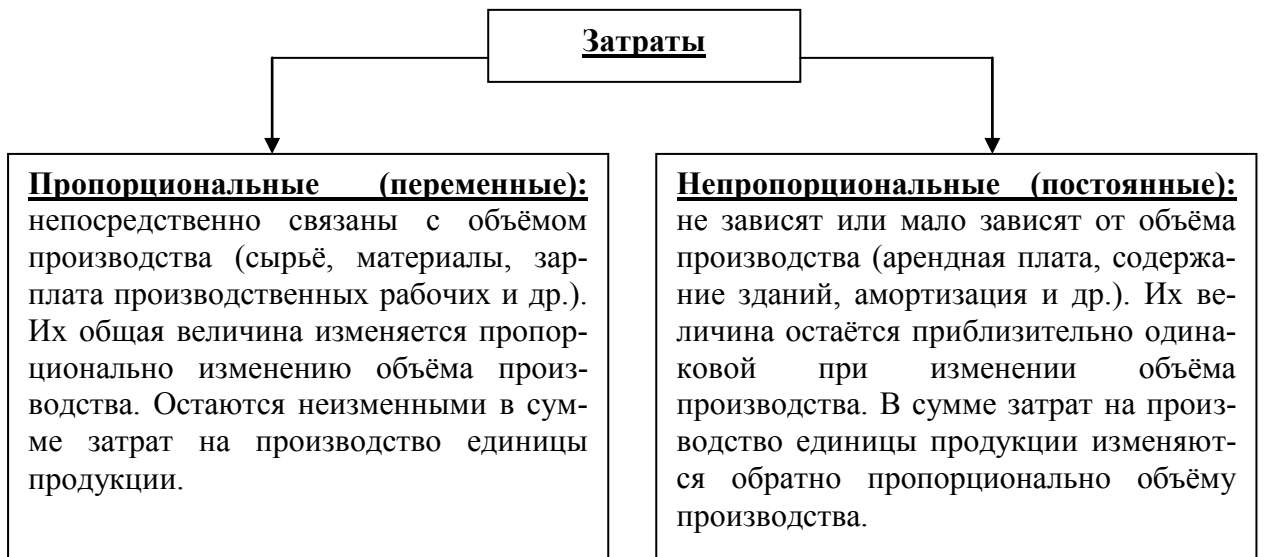 Затраты
Пропорциональные (переменные):
непосредственно связаны с объёмом
производства (сырьё, материалы, зар-
плата производственных рабочих и др.).
Их общая величина изменяется пропор-
ционально изменению объёма произ-
водства. Остаются неизменными в сум-
ме затрат на производство единицы
продукции.
Непропорциональные (постоянные):
не зависят или мало зависят от объёма
производства (арендная плата, содержа-
ние зданий, амортизация и др.). Их ве-
личина остаётся приблизительно одина-
ковой при изменении объёма
производства. В сумме затрат на произ-
водство единицы продукции изменяют-
ся обратно пропорционально объёму
производства.